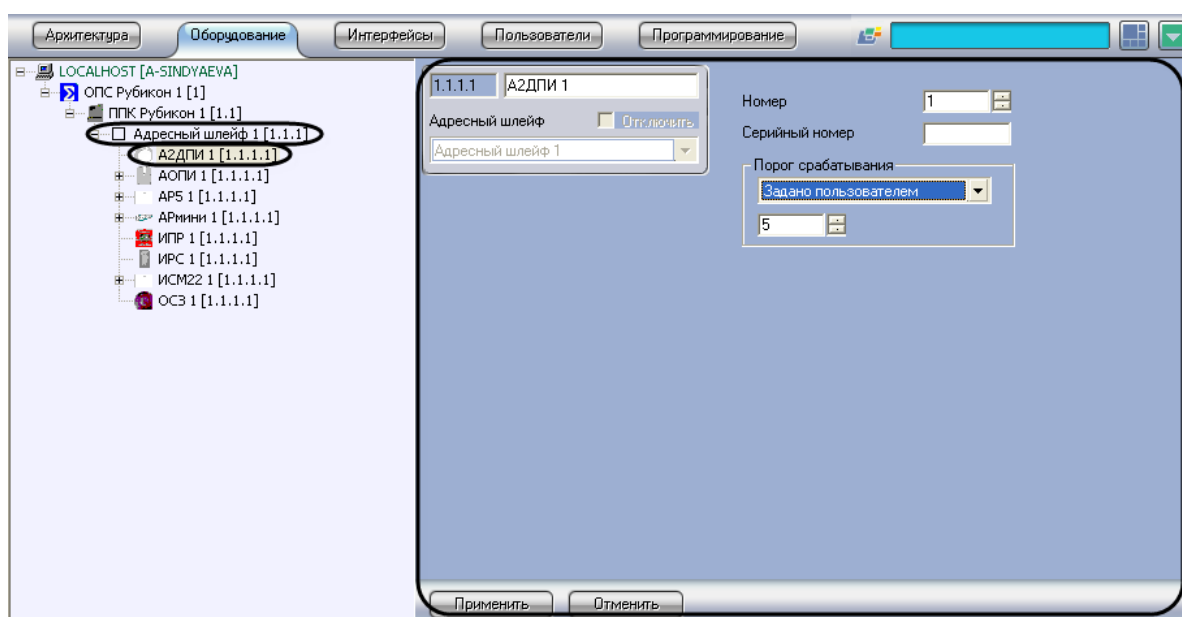 Архитектура Оборудование Интерфейсы Пользователи Программирование
LOCALHOST [A-SINDYAEVA]
ОПС Рубикон 1 [1]
ППК Рубикон 1 [1.1]
Адресный шлейф 1 [1.1.1]
А2ДПИ 1 [1.1.1.1]
АОПИ 1 [1.1.1.1]
АР5 1 [1.1.1.1]
АРмини 1 [1.1.1.1]
ИПР 1 [1.1.1.1]
ИРС 1 [1.1.1.1]
ИСМ22 1 [1.1.1.1]
ОСЗ 1 [1.1.1.1]
1.1.1.1 А2ДПИ 1
Адресный шлейф Отключить
Адресный шлейф 1
Номер 1
Серийный номер
Порог срабатывания
Задано пользователем
5
Применить Отменить